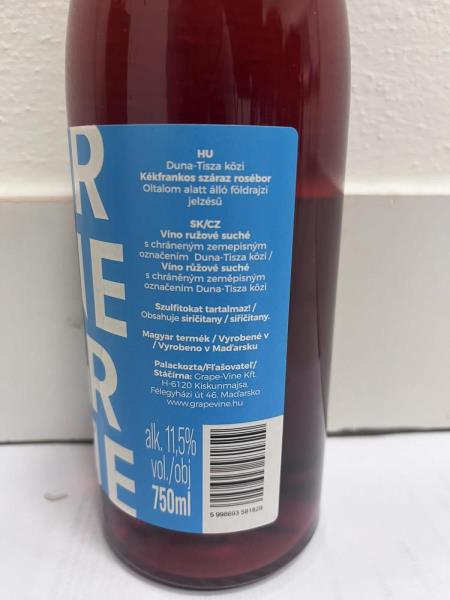 R
IE
R
GE
HU
Duna-Tisza közi
Kékfrankos száraz rosébor
Oltalom alatt álló földrajzi
jelzésű
SK/CZ
Víno ružové suché
s chráneným zemepisným
označením Duna-Tisza közi /
Víno růžové suché
s chráněným zeměpisným
označením Duna-Tisza közi
Szulfitokat tartalmaz! /
Obsahuje siričitany / siřičitany.
Magyar termék / Vyrobené v
/ Vyrobeno v Maďarsku
Palackozta/Fľašovateľ/
Stáčírna: Grape-Vine Kft.
H-6120 Kiskunmajsa,
Félegyházi út 46. Maďarsko
www.grapevine.hu
alk. 11,5%
vol./obj
750ml
5 998693 581828